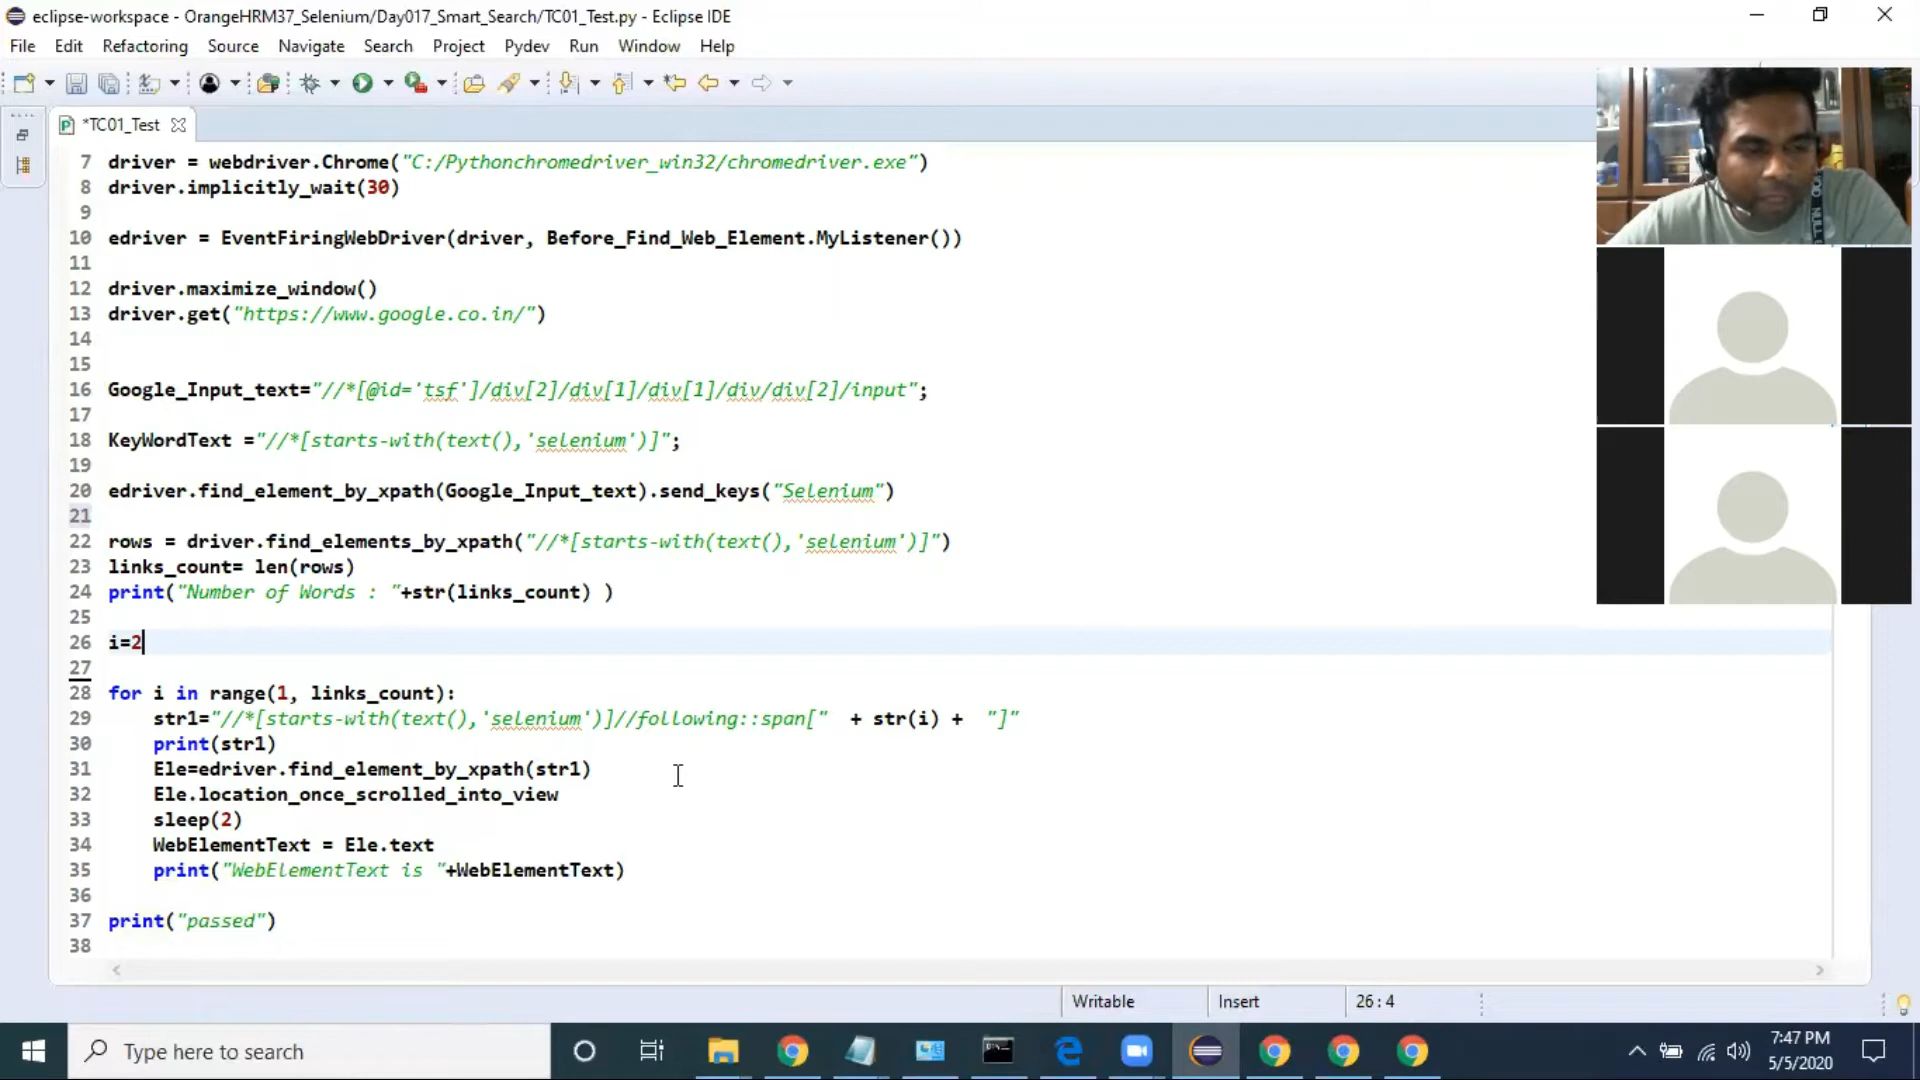 eclipse-workspace - OrangeHRM37_Selenium/Day017_Smart_Search/TC01_Test.py - Eclipse IDE
File Edit Refactoring Source Navigate Search Project Pydev Run Window Help
*TC01_Test
7 driver = webdriver.Chrome("C:/Pythonchromedriver_win32/chromedriver.exe")
8 driver.implicitly_wait(30)
9
10 edriver = EventFiringWebDriver(driver, Before_Find_Web_Element.MyListener())
11
12 driver.maximize_window()
13 driver.get("https://www.google.co.in/")
14
15
16 Google_Input_text="//*[@id='tsf']/div[2]/div[1]/div[1]/div/div[2]/input";
17
18 KeyWordText ="//*[starts-with(text(),'selenium')]";
19
20 edriver.find_element_by_xpath(Google_Input_text).send_keys("Selenium")
21
22 rows = driver.find_elements_by_xpath("//*[starts-with(text(),'selenium')]")
23 links_count= len(rows)
24 print("Number of Words : "+str(links_count) )
25
26 i=2
27
28 for i in range(1, links_count):
29 str1="//*[starts-with(text(),'selenium')]//following::span[" + str(i) + "]"
30 print(str1)
31 Ele=edriver.find_element_by_xpath(str1)
32 Ele.location_once_scrolled_into_view
33 sleep(2)
34 WebElementText = Ele.text
35 print("WebElementText is "+WebElementText)
36
37 print("passed")
38
Writable Insert 26:4
Type here to search
7:47 PM
5/5/2020